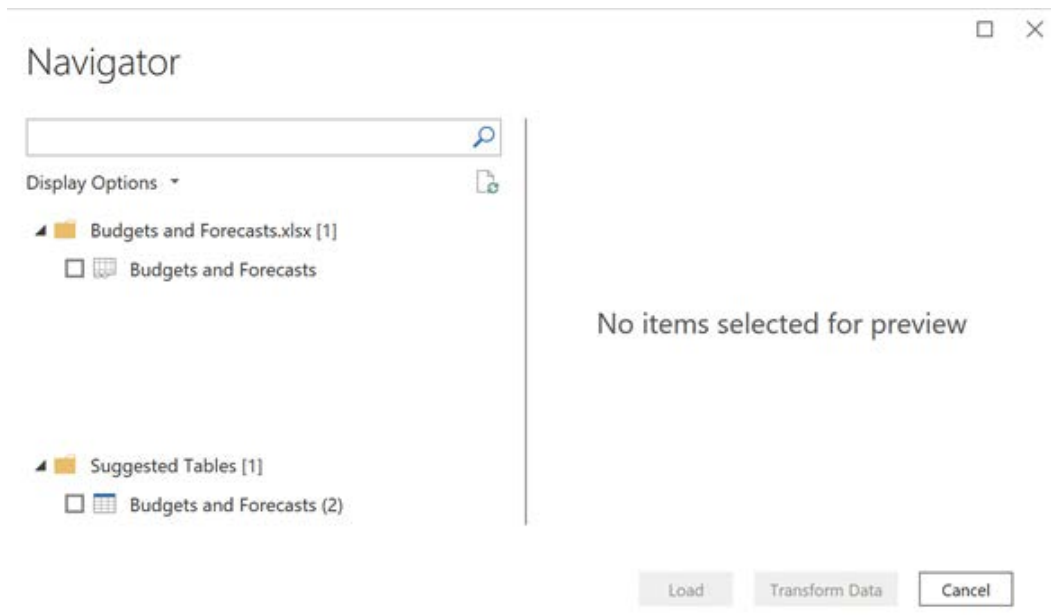 Navigator
Display Options
Budgets and Forecasts.xlsx [1]
Budgets and Forecasts
No items selected for preview
Suggested Tables [1]
Budgets and Forecasts (2)
Load
Transform Data
Cancel